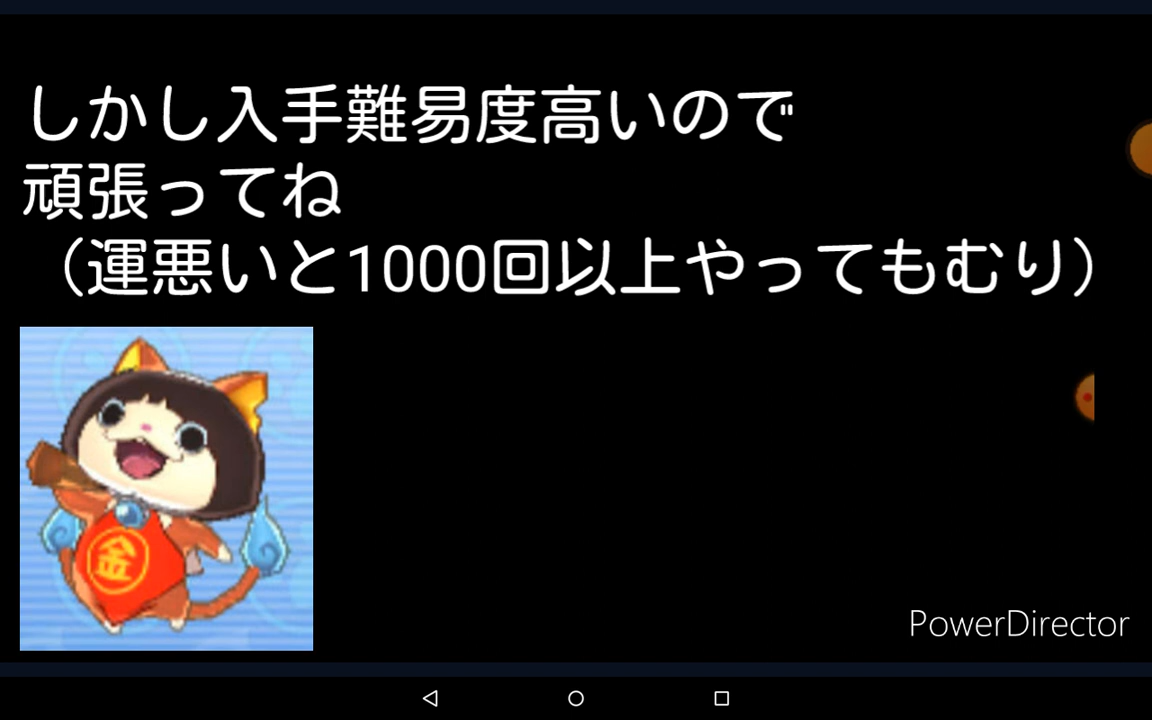 しかし入手難易度高いので
頑張ってね
（運悪いと1000回以上やってもむり）
金
PowerDirector